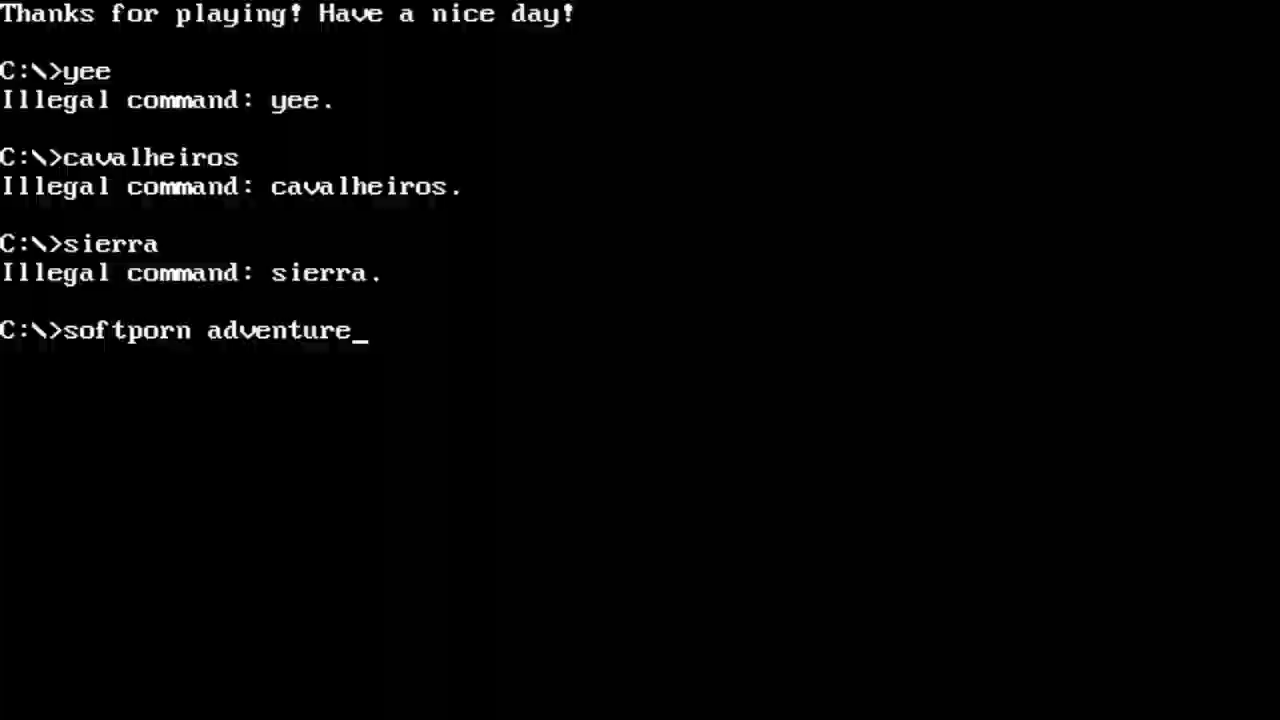 Thanks for playing! Have a nice day!
C:\>yee
Illegal command: yee.
C:\>cavalheiros
Illegal command: cavalheiros.
C:\>sierra
Illegal command: sierra.
C:\>softporn adventure_